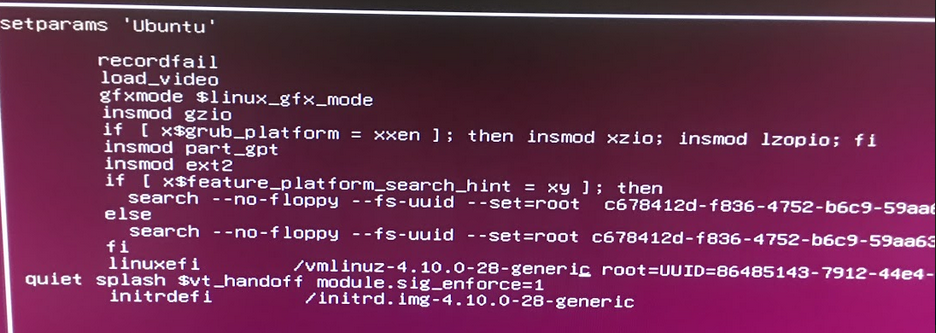 setparams 'Ubuntu'
recordfail
load_video
gfxmode $linux_gfx_mode
insmod gzio
if [ x$grub_platform = xxen ]; then insmod xzio; insmod lzopio; fi
insmod part_gpt
insmod ext2
if [ x$feature_platform_search_hint = xy ]; then
search --no-floppy --fs-uuid --set=root c678412d-f836-4752-b6c9-59aa6
else
search --no-floppy --fs-uuid --set=root c678412d-f836-4752-b6c9-59aa63
fi
linuxefi /vmlinuz-4.10.0-28-generic root=UUID=86485143-7912-44e4-
quiet splash $vt_handoff module.sig_enforce=1
initrdefi /initrd.img-4.10.0-28-generic